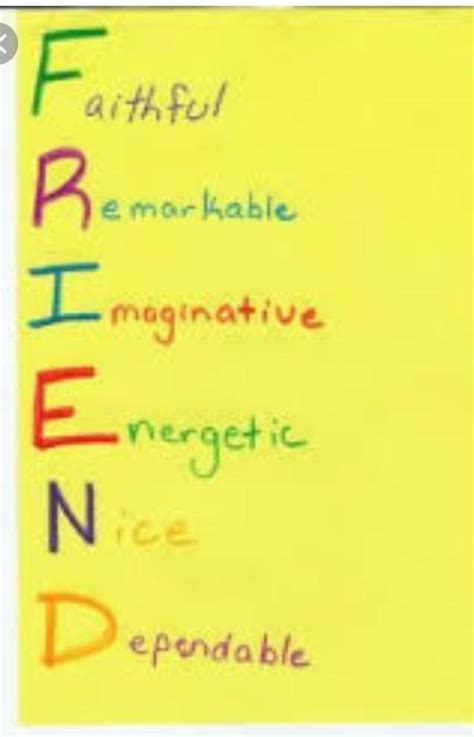 Faithful
Remarkable
Imaginative
Energetic
Nice
Dependable